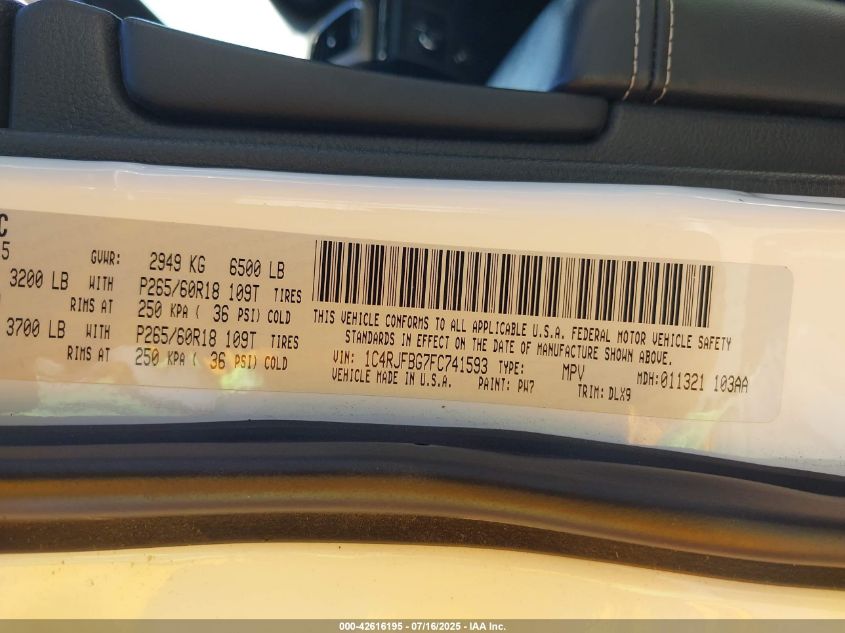 C
5
GVWR: 2949 KG 6500 LB
3200 LB WITH P265/60R18 109T TIRES
RIMS AT 250 KPA ( 36 PSI) COLD
3700 LB WITH P265/60R18 109T TIRES
RIMS AT 250 KPA ( 36 PSI) COLD
THIS VEHICLE CONFORMS TO ALL APPLICABLE U.S.A. FEDERAL MOTOR VEHICLE SAFETY
STANDARDS IN EFFECT ON THE DATE OF MANUFACTURE SHOWN ABOVE.
VIN: 1C4RJFBG7FC741593 TYPE: MPV MDH:011321 103AA
VEHICLE MADE IN U.S.A. PAINT: PW7 TRIM: DLX9
000-42616195 - 07/16/2025 - IAA Inc.